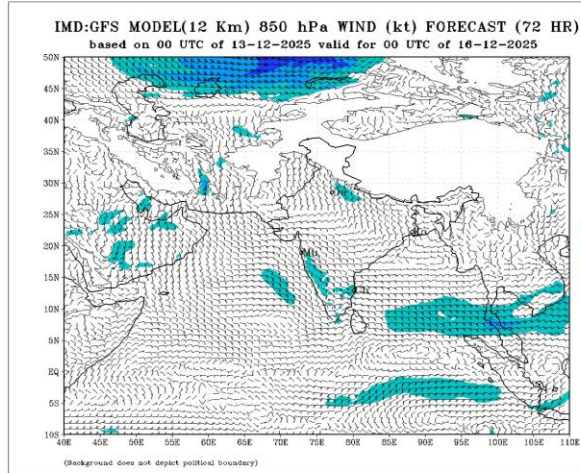 IMD:GFS MODEL(12 Km) 850 hPa WIND (kt) FORECAST (72 HR)
based on 00 UTC of 13-12-2025 valid for 00 UTC of 16-12-2025
50N
45N
40N
35N
30N
25N
20N
Mu
Ko
15N
Ch
10N
5N
EQ
5S
10S
40E 45E 50E 55E 60E 65E 70E 75E 80E 85E 90E 95E 100E 105E 110E
(Background does not depict political boundary)